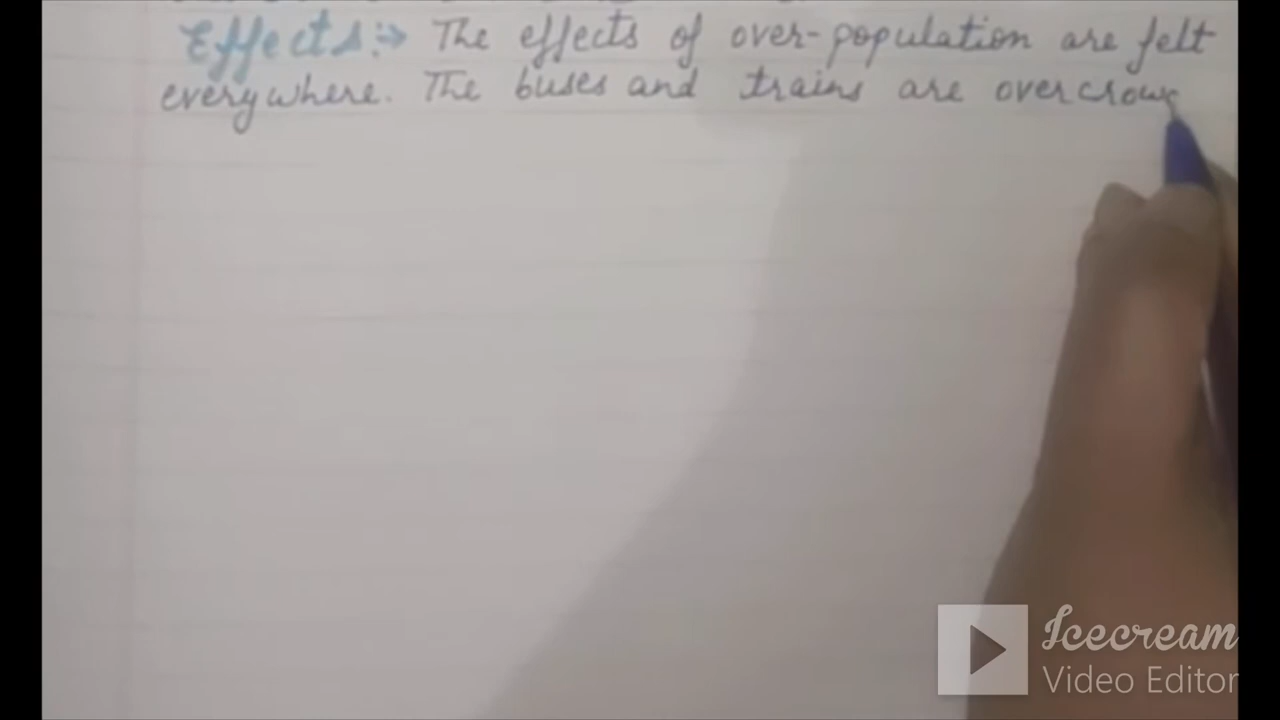 Effects:→ The effects of over-population are felt
everywhere. The buses and trains are overcrow
Icecream
Video Editor